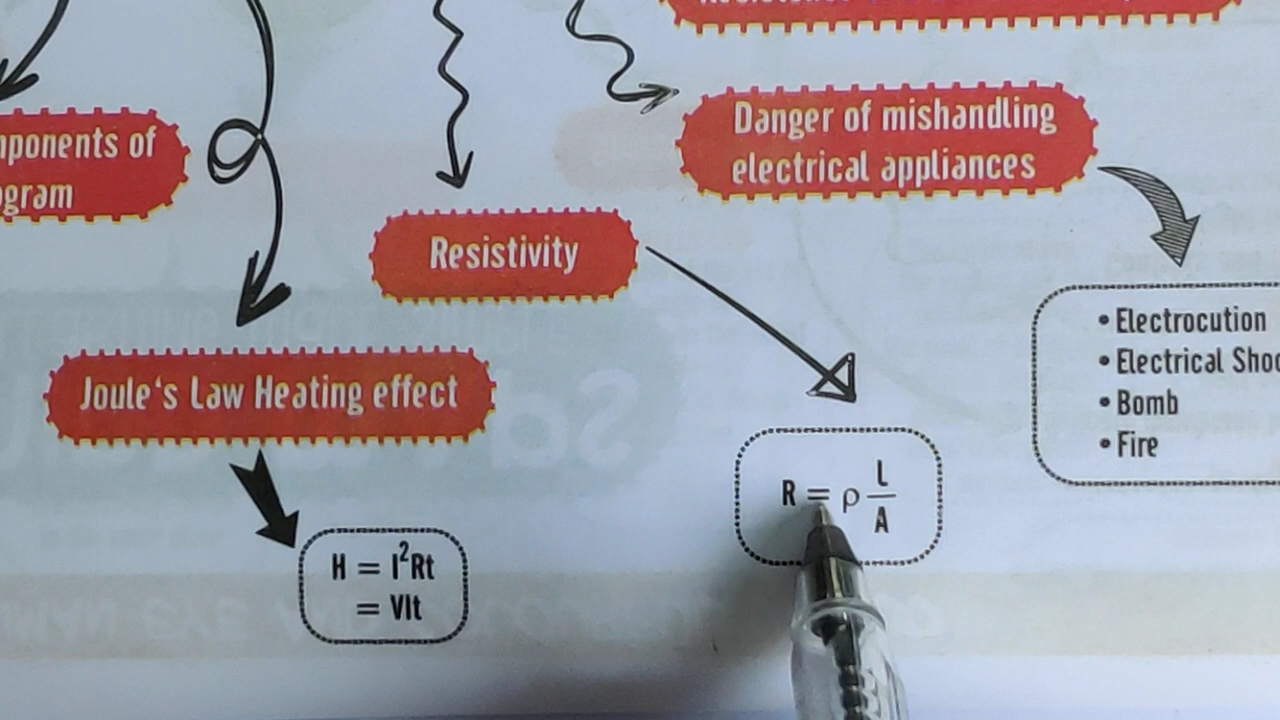 Danger of mishandling
electrical appliances
ponents of
gram
Resistivity
Joule's Law Heating effect
• Electrocution
• Electrical Shoc
• Bomb
• Fire
R = ρ L/A
H = I²Rt
= VIt